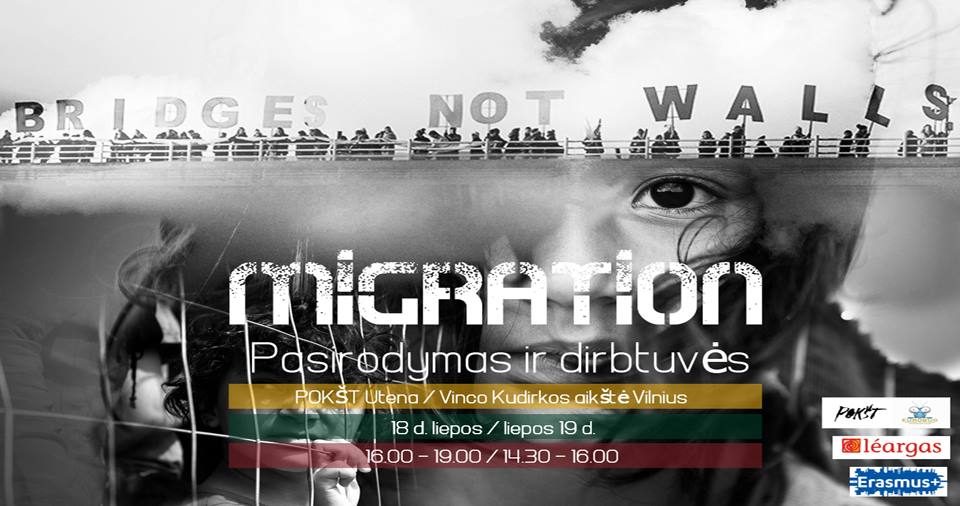 BRIDGES NOT WALLS
MIGRATION
Pasirodymas ir dirbtuvės
POKŠT Utena / Vinco Kudirkos aikštė Vilnius
18 d. liepos / liepos 19 d.
16.00 – 19.00 / 14.30 – 16.00
POKŠT
EUROBUG
léargas
Erasmus+